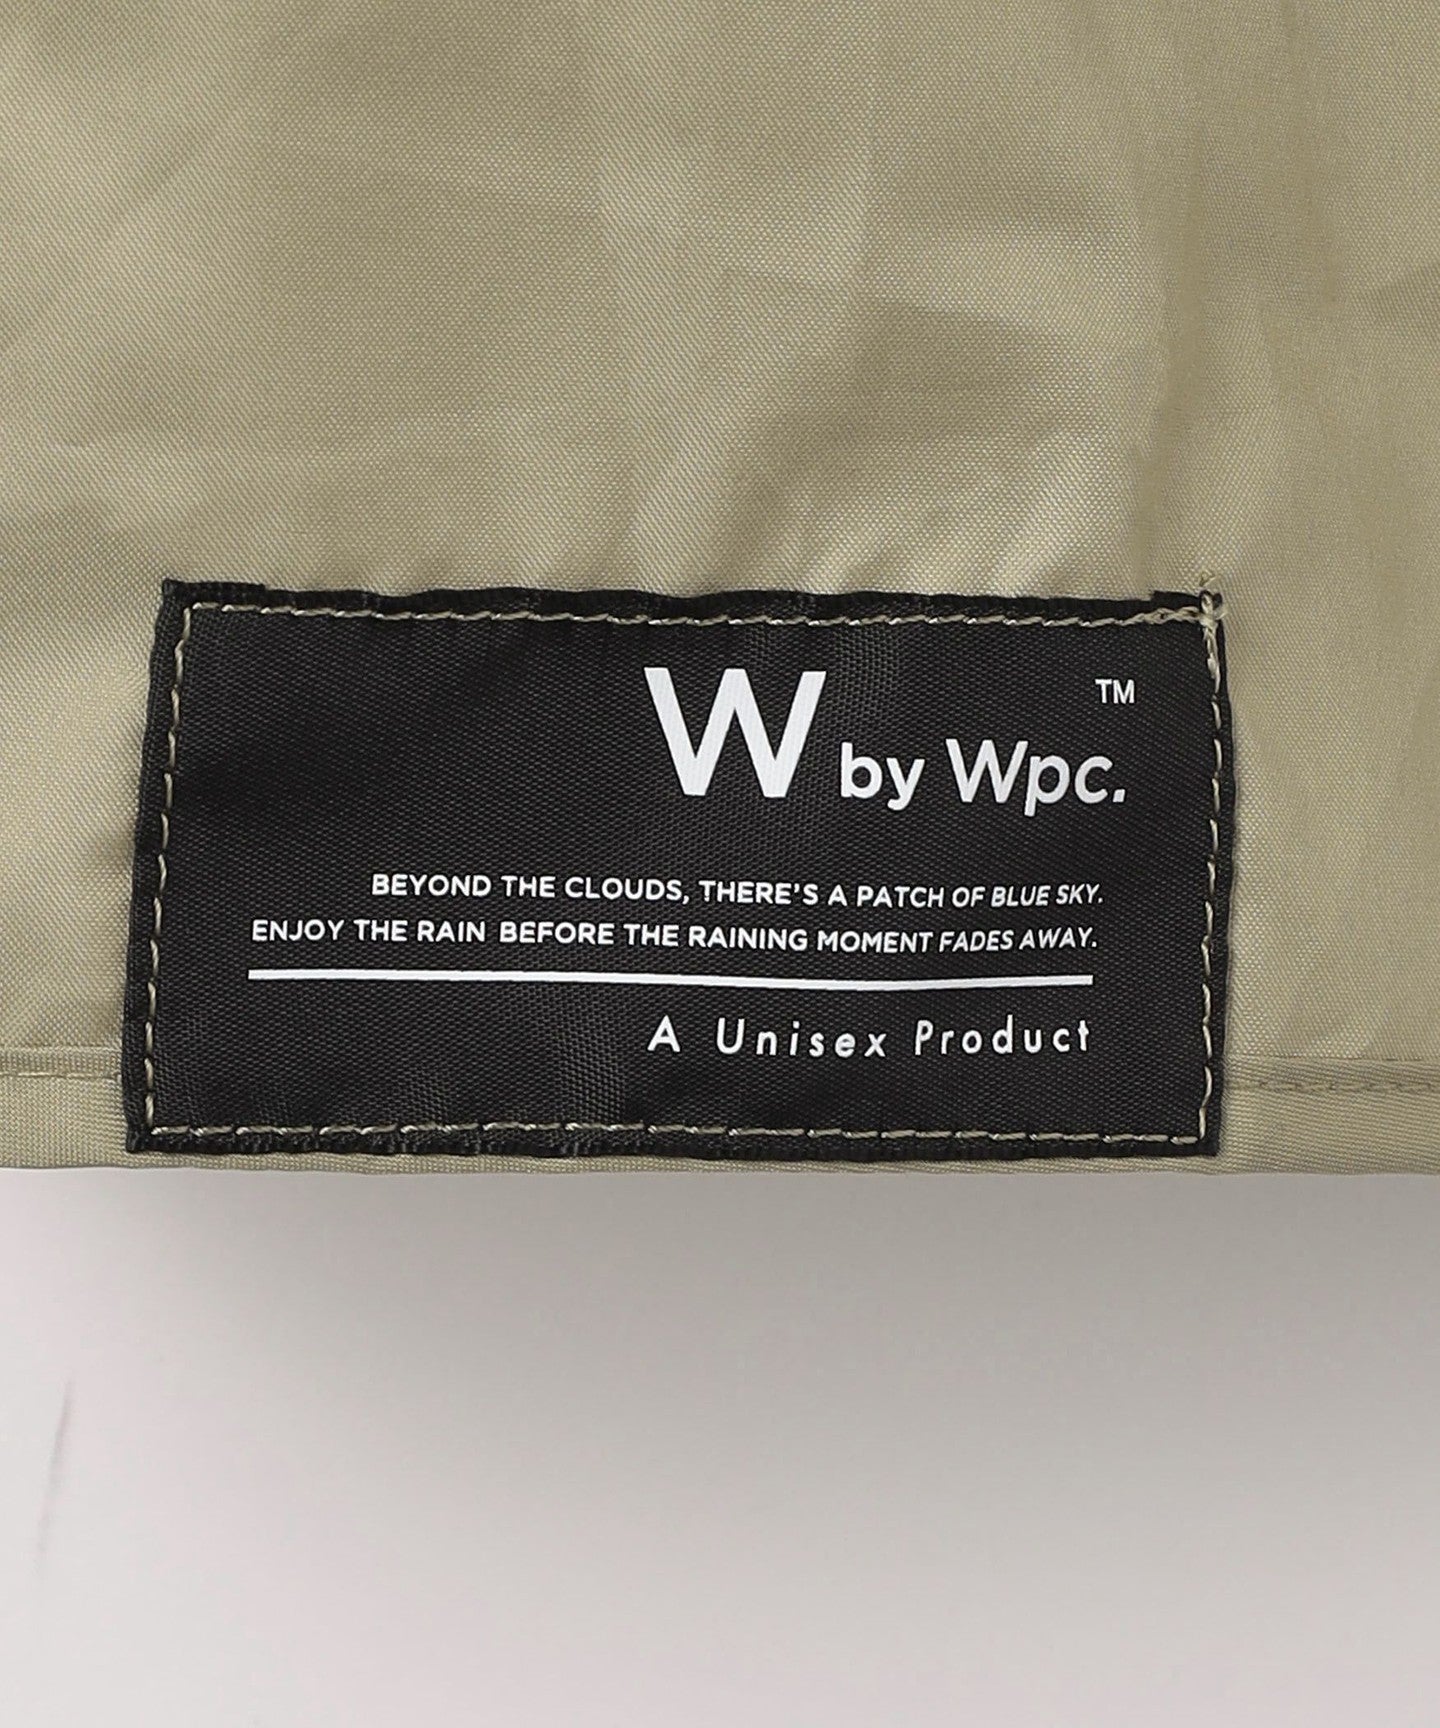 W by Wpc. ™
BEYOND THE CLOUDS, THERE'S A PATCH OF BLUE SKY.
ENJOY THE RAIN BEFORE THE RAINING MOMENT FADES AWAY.
A Unisex Product